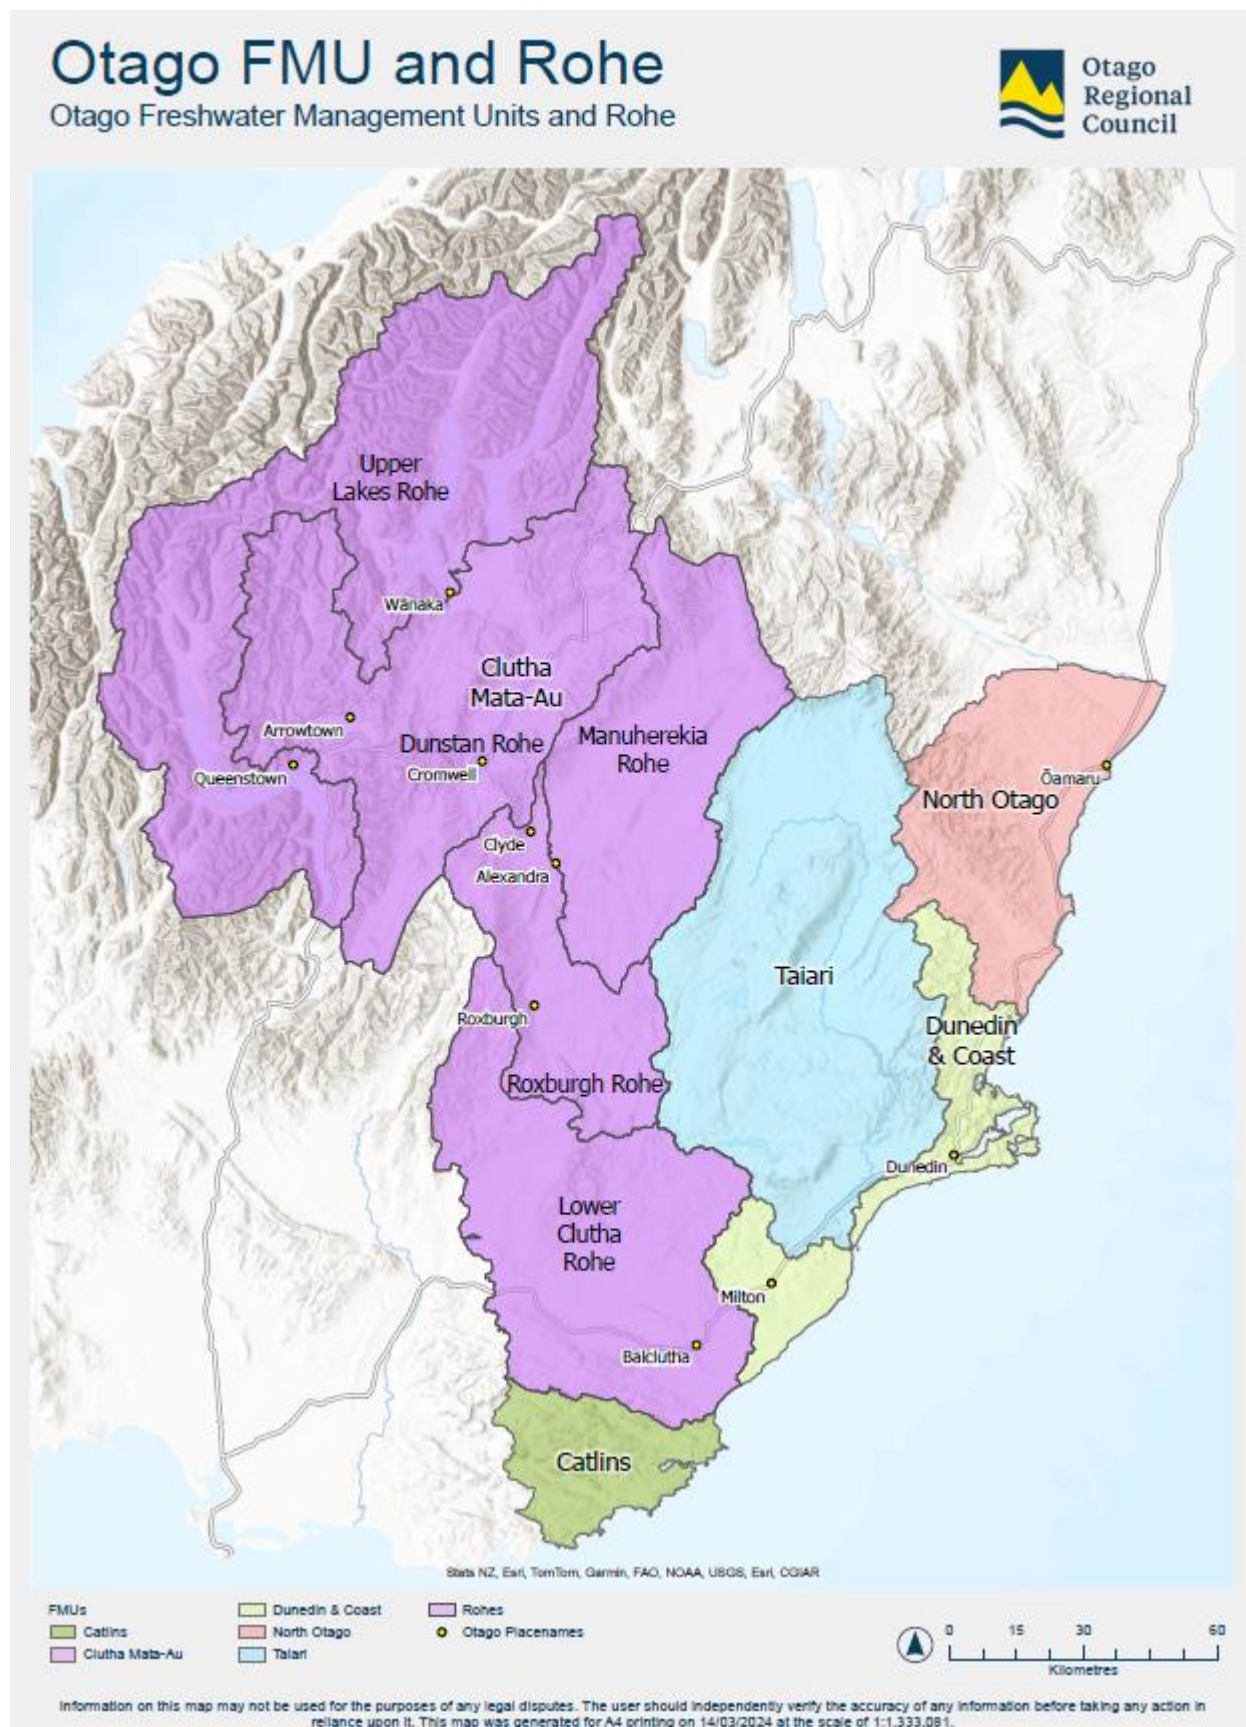 Otago FMU and Rohe
Otago Freshwater Management Units and Rohe
Otago
Regional
Council
Upper
Lakes Rohe
Wānaka
Clutha
Mata-Au
Arrowtown
Dunstan Rohe
Manuherekia
Rohe
Queenstown
Cromwell
Ōamaru
North Otago
Clyde
Alexandra
Taiari
Roxburgh
Dunedin
& Coast
Roxburgh Rohe
Dunedin
Lower
Clutha
Rohe
Milton
Balclutha
Catlins
Stats NZ, Esri, TomTom, Garmin, FAO, NOAA, USGS, Esri, CGIAR
FMUs
Catlins
Clutha Mata-Au
Dunedin & Coast
North Otago
Taiari
Rohes
Otago Placenames
0 15 30 60
Kilometres
Information on this map may not be used for the purposes of any legal disputes. The user should independently verify the accuracy of any information before taking any action in
reliance upon it. This map was generated for A4 printing on 14/03/2024 at the scale of 1:1,333,081.